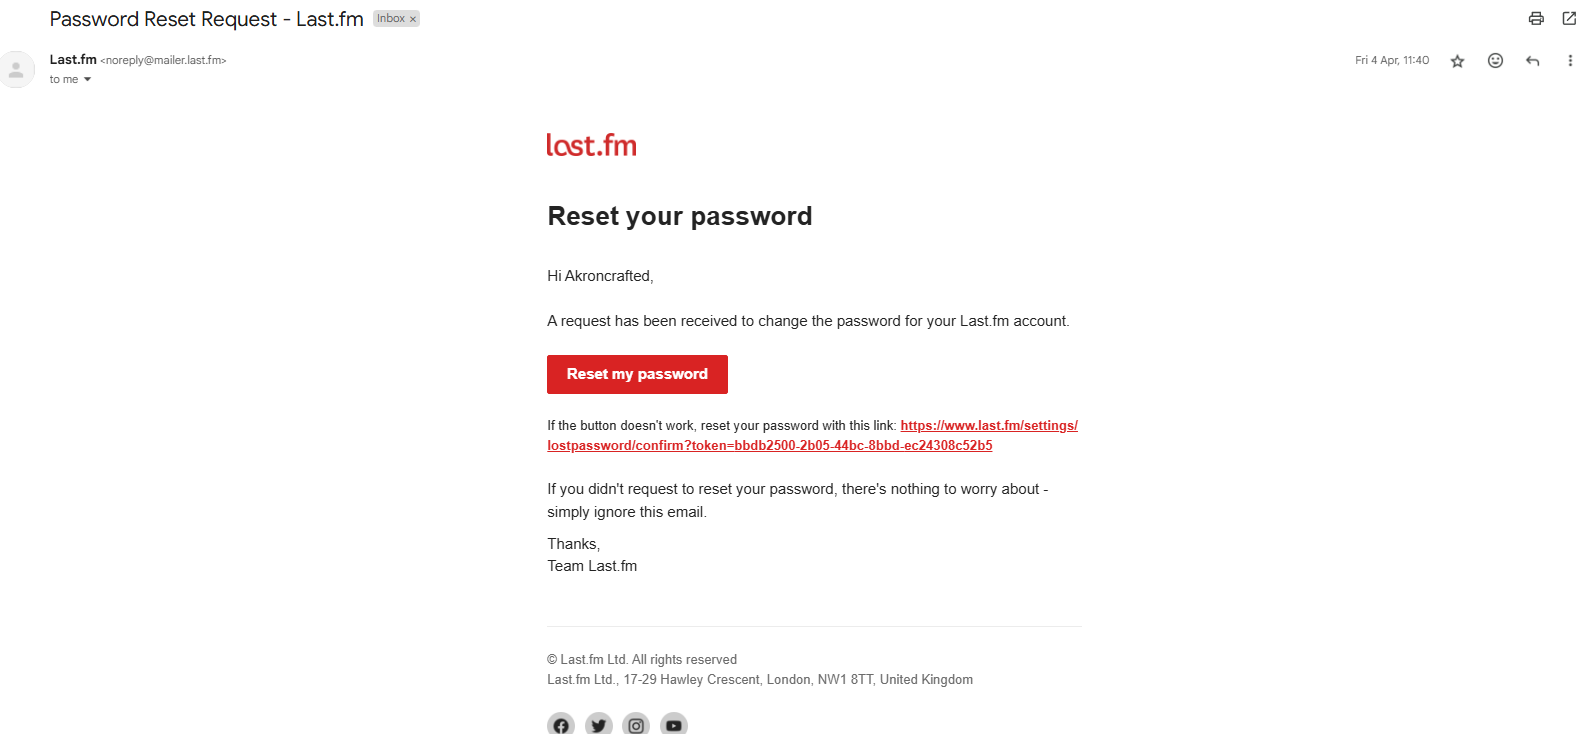 Password Reset Request - Last.fm Inbox ×
Last.fm <noreply@mailer.last.fm> Fri 4 Apr, 11:40
to me
last.fm
Reset your password
Hi Akroncrafted,
A request has been received to change the password for your Last.fm account.
Reset my password
If the button doesn't work, reset your password with this link: https://www.last.fm/settings/
lostpassword/confirm?token=bbdb2500-2b05-44bc-8bbd-ec24308c52b5
If you didn't request to reset your password, there's nothing to worry about -
simply ignore this email.
Thanks,
Team Last.fm
© Last.fm Ltd. All rights reserved
Last.fm Ltd., 17-29 Hawley Crescent, London, NW1 8TT, United Kingdom